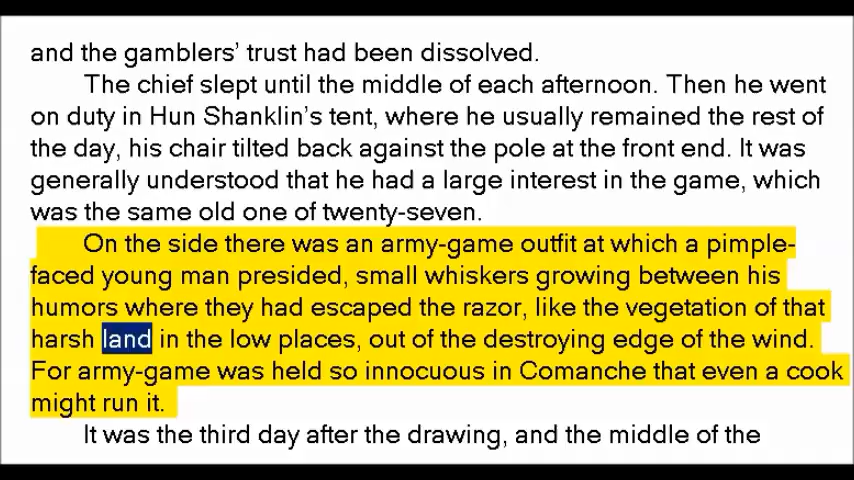 and the gamblers’ trust had been dissolved.
The chief slept until the middle of each afternoon. Then he went
on duty in Hun Shanklin’s tent, where he usually remained the rest of
the day, his chair tilted back against the pole at the front end. It was
generally understood that he had a large interest in the game, which
was the same old one of twenty-seven.
On the side there was an army-game outfit at which a pimple-
faced young man presided, small whiskers growing between his
humors where they had escaped the razor, like the vegetation of that
harsh land in the low places, out of the destroying edge of the wind.
For army-game was held so innocuous in Comanche that even a cook
might run it.
It was the third day after the drawing, and the middle of the